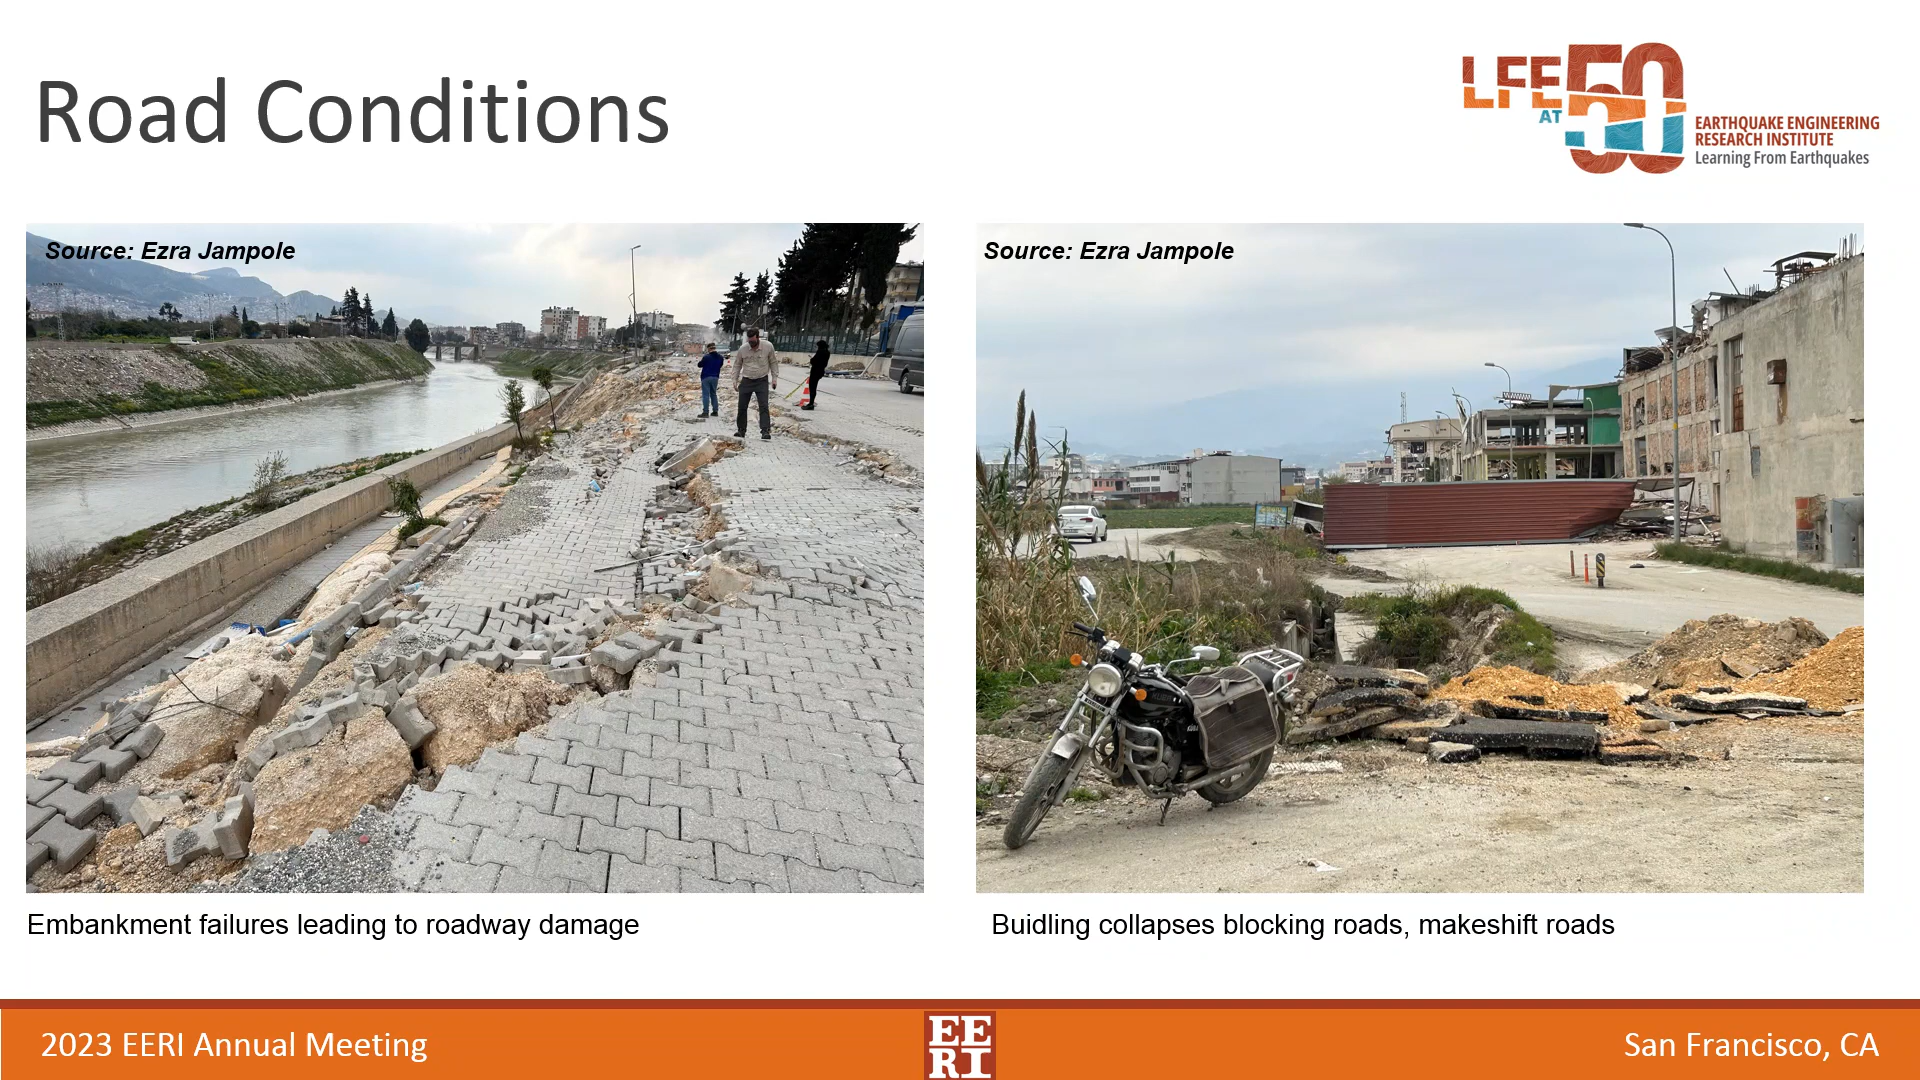 Road Conditions
LFE
AT
50
EARTHQUAKE ENGINEERING
RESEARCH INSTITUTE
Learning From Earthquakes
Source: Ezra Jampole
Source: Ezra Jampole
Embankment failures leading to roadway damage
Buidling collapses blocking roads, makeshift roads
2023 EERI Annual Meeting
EE
RI
San Francisco, CA